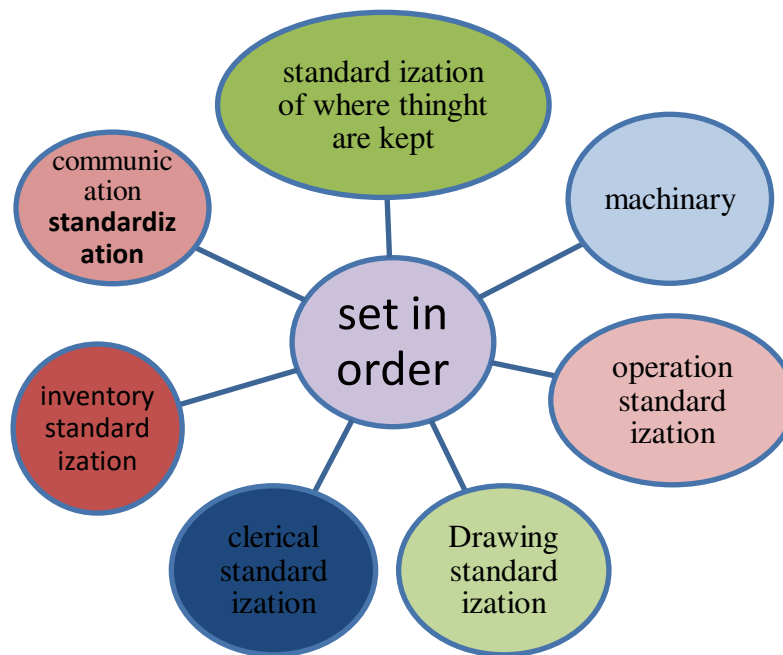 standard ization
of where thinght
are kept
machinary
operation
standard
ization
Drawing
standard
ization
clerical
standard
ization
inventory
standard
ization
communic
ation
standardiz
ation
set in
order